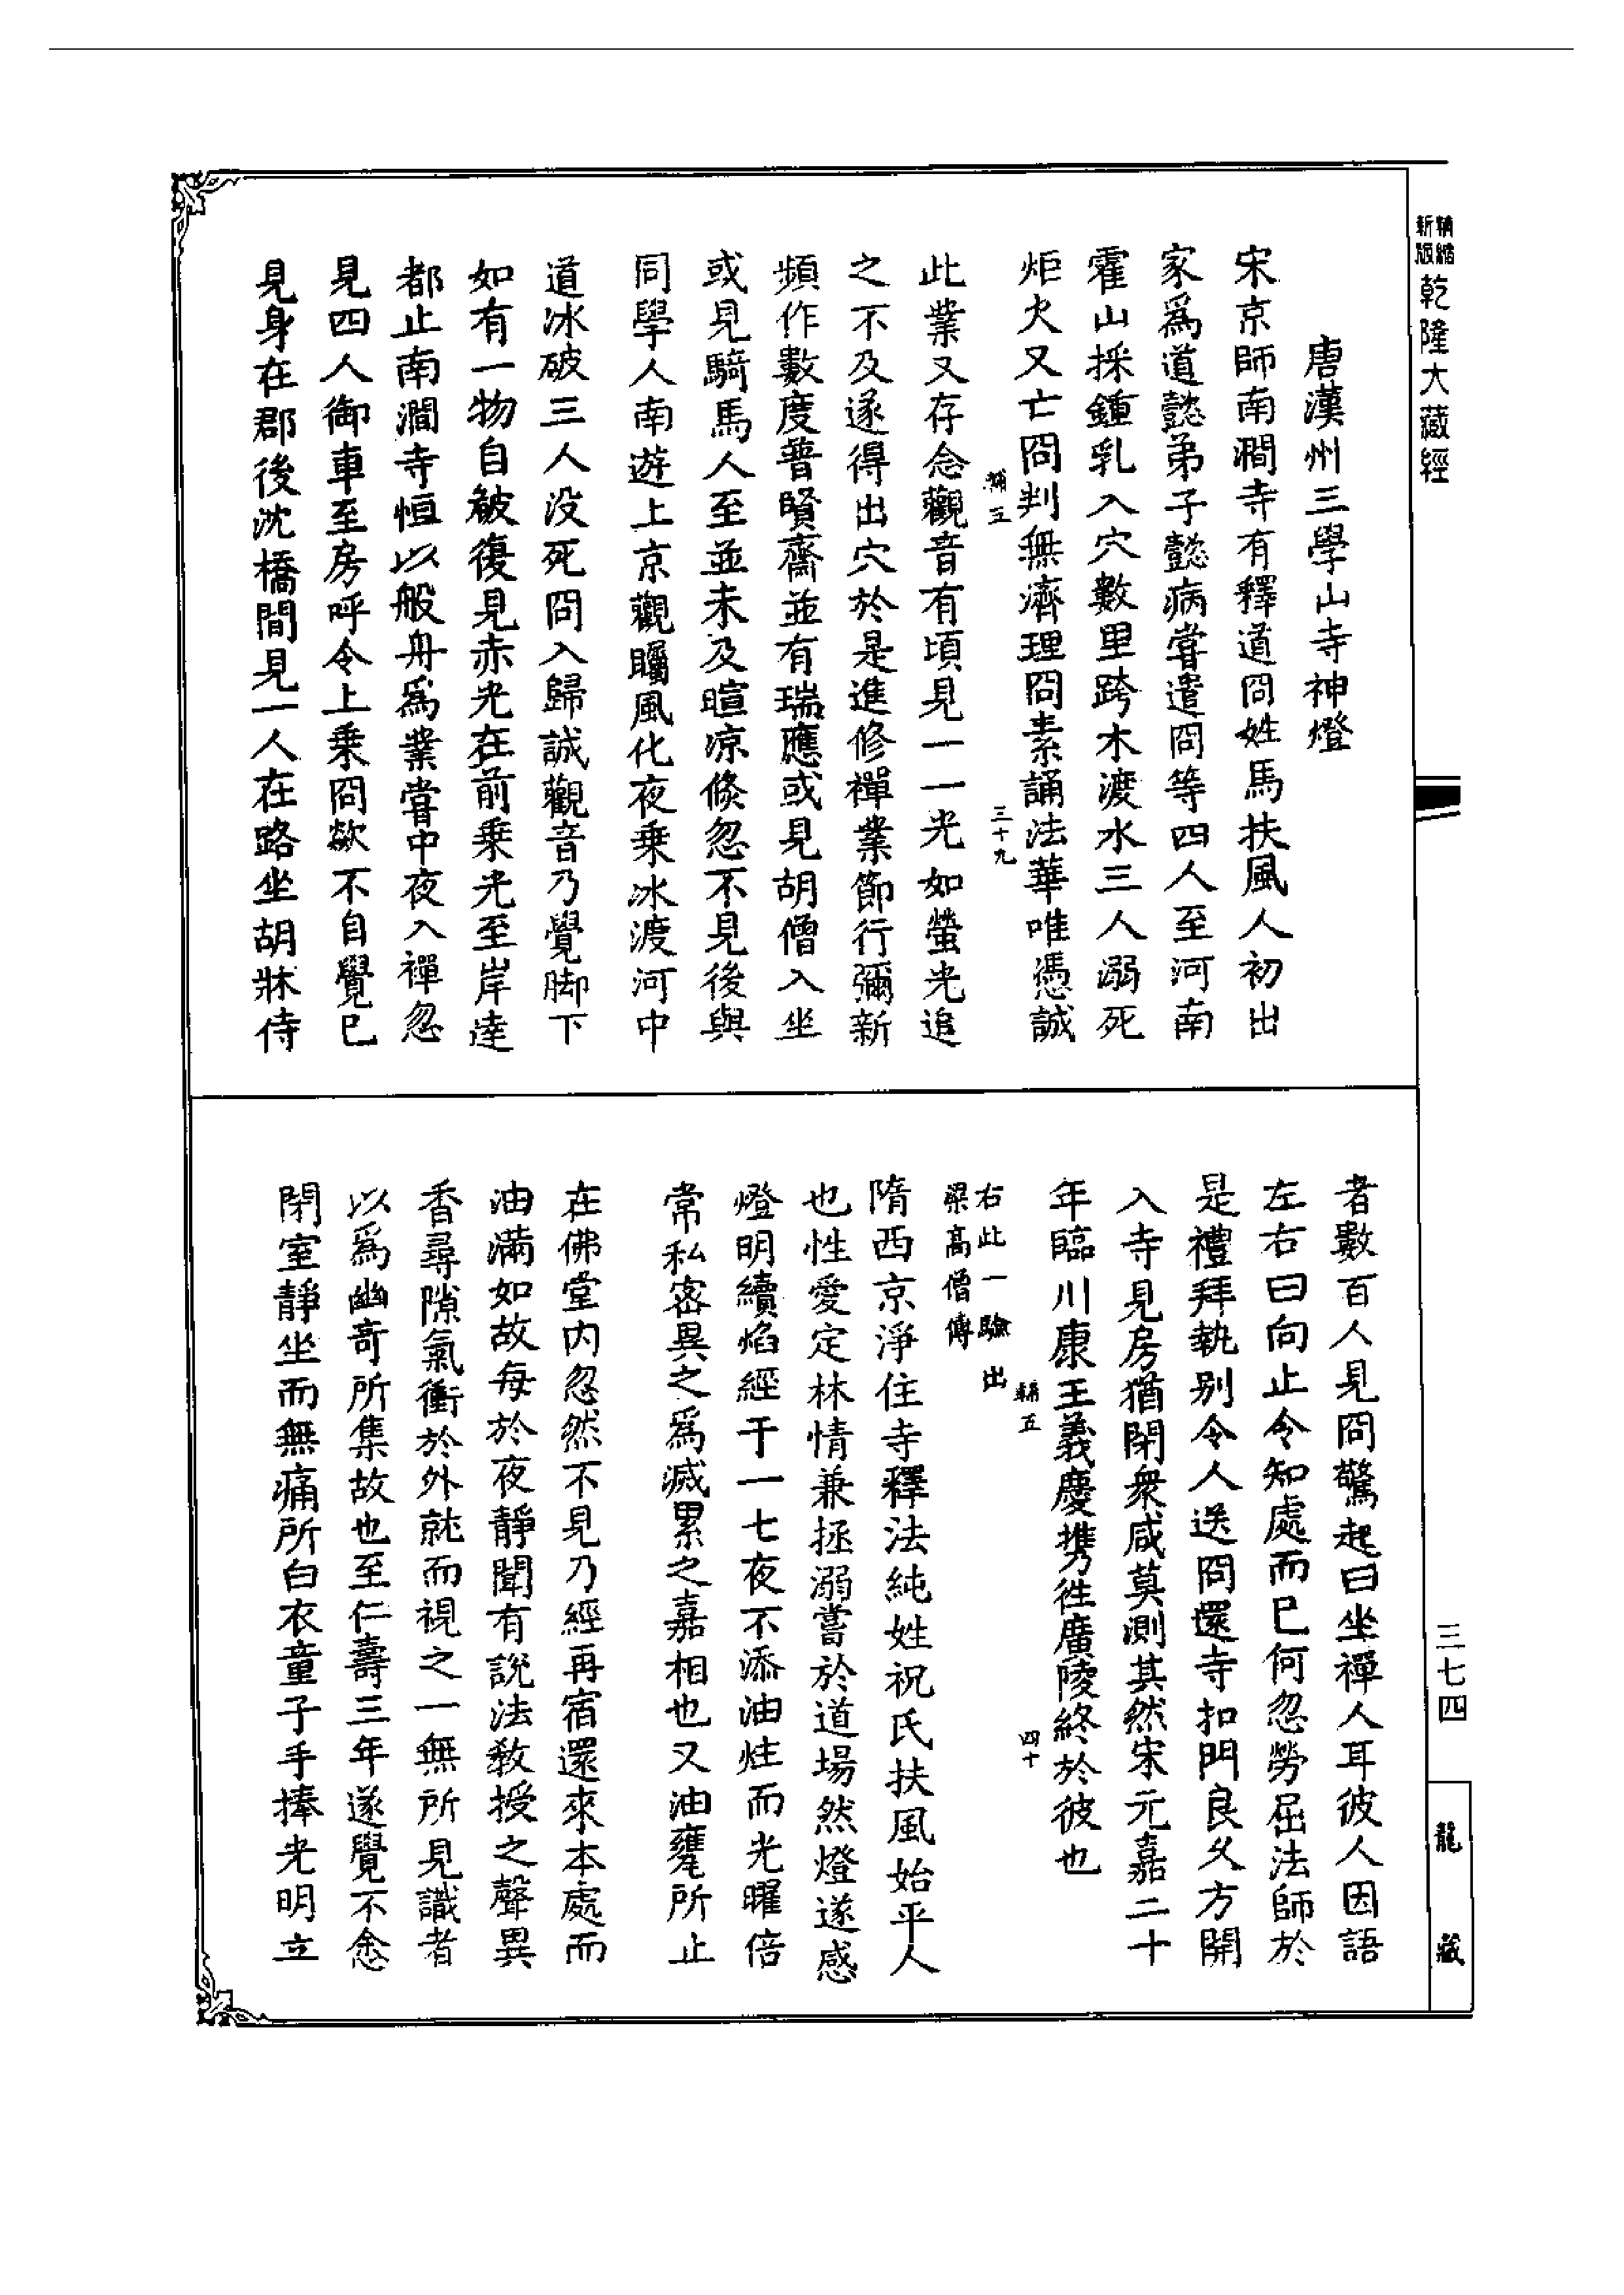 精縮新版 乾隆大藏經
唐漢州三學山寺神燈
宋京師南澗寺有釋道冏姓馬扶風人初出
家爲道懿弟子懿病嘗遣冏等四人至河南
霍山採鍾乳入穴數里跨木渡水三人溺死
炬火又亡冏判無濟理冏素誦法華唯憑誠
三十九
此業又存念觀音有頃見一一光如螢光追
之不及遂得出穴於是進修禪業節行彌新
頻作數度普賢齋並有瑞應或見胡僧入坐
或見騎馬人至並未及暄凉倏忽不見後與
同學人南遊上京觀矚風化夜乘冰渡河中
道冰破三人没死冏入歸誠觀音乃覺脚下
如有一物自㩻復見赤光在前乘光至岸達
都止南澗寺恒以般舟爲業嘗中夜入禪忽
見四人御車至房呼令上乘冏欻不自覺已
見身在郡後沈橋間見一人在路坐胡牀侍
者數百人見冏驚起曰坐禪人耳彼人因語
左右曰向止令知處而已何忽勞屈法師於
是禮拜執别令人送冏還寺扣門良久方開
入寺見房猶閉衆咸莫測其然宋元嘉二十
年臨川康王義慶携往廣陵終於彼也
輔五 四十
右此一驗出
梁高僧傳
隋西京淨住寺釋法純姓祝氏扶風始平人
也性愛定林情兼拯溺嘗於道場然燈遂感
燈明續焰經于一七夜不添油炷而光曜倍
常私密異之爲滅累之嘉相也又油甕所止
在佛堂内忽然不見乃經再宿還來本處而
油滿如故每於夜靜聞有說法教授之聲異
香尋隙氣衝於外就而視之一無所見識者
以爲幽奇所集故也至仁壽三年遂覺不悆
閉室靜坐而無痛所白衣童子手捧光明立
三七四
龍藏